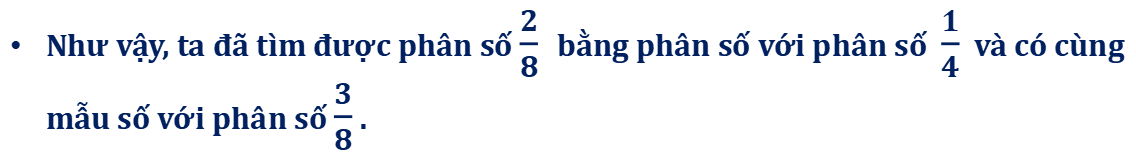 • Như vậy, ta đã tìm được phân số 2/8 bằng phân số với phân số 1/4 và có cùng
mẫu số với phân số 3/8 .